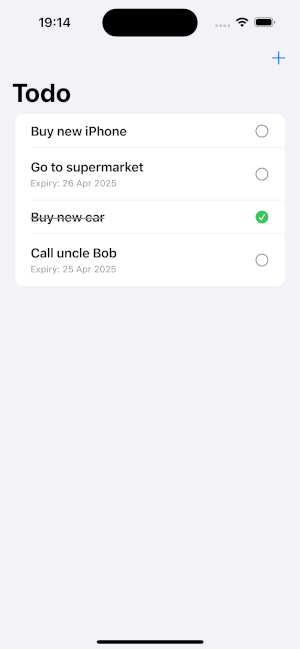 19:14
Todo
Buy new iPhone
Go to supermarket
Expiry: 26 Apr 2025
Buy new car
Call uncle Bob
Expiry: 25 Apr 2025